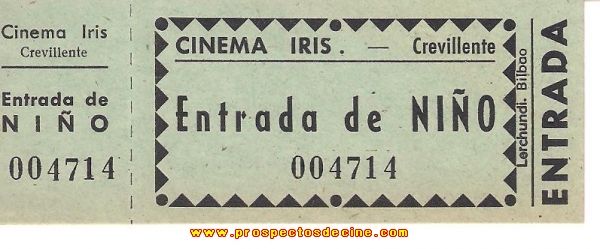 Cinema Iris
Crevillente
Entrada de
NIÑO
004714
CINEMA IRIS. — Crevillente
Entrada de NIÑO
004714
Lerchundi. Bilbao
ENTRADA
www.prospectosdecine.com